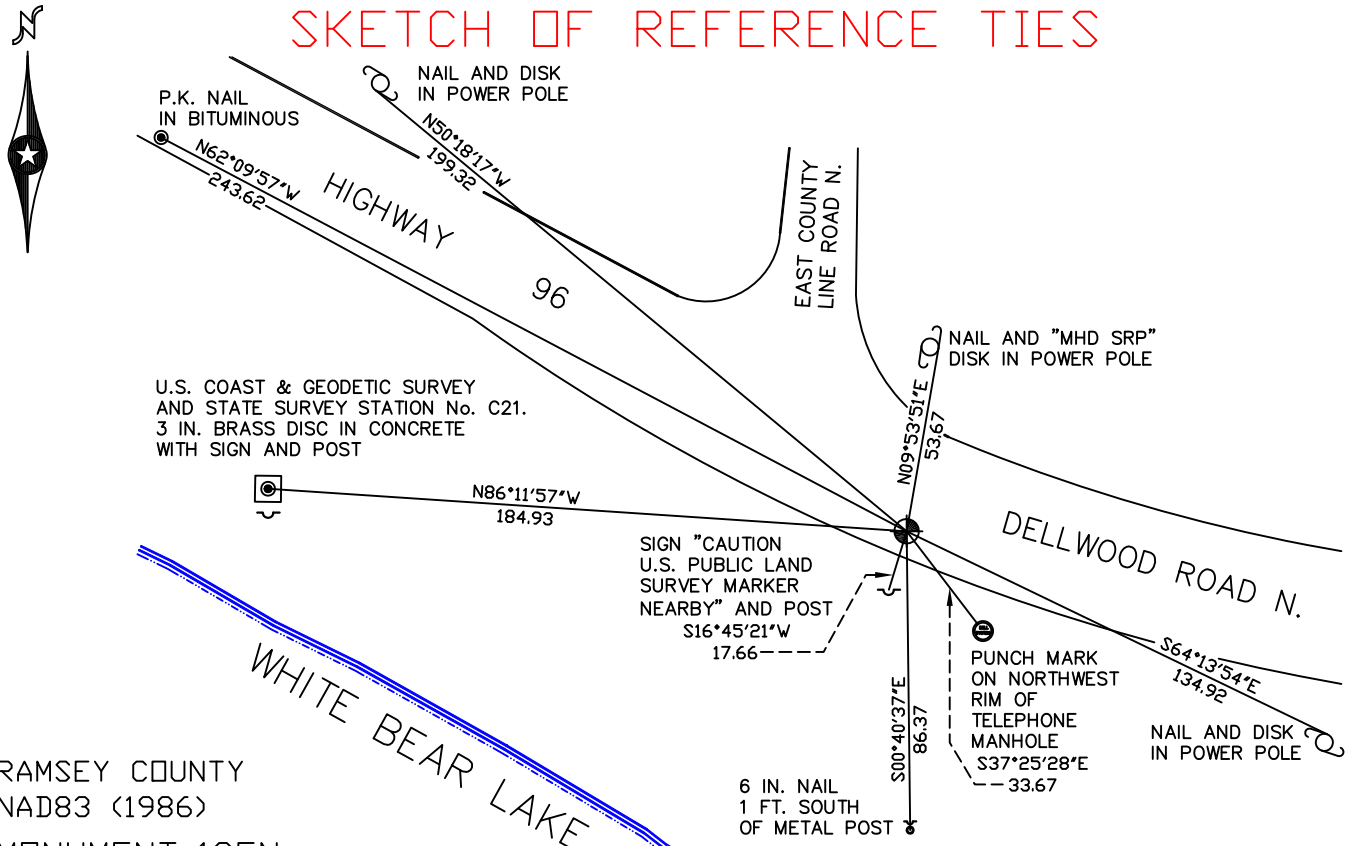 SKETCH OF REFERENCE TIES
N
NAIL AND DISK
IN POWER POLE
P.K. NAIL
IN BITUMINOUS
N50°18'17"W
199.32
N62°09'57"W
243.62
HIGHWAY
96
EAST COUNTY
LINE ROAD N.
NAIL AND "MHD SRP"
DISK IN POWER POLE
N09°53'51"E
53.67
U.S. COAST & GEODETIC SURVEY
AND STATE SURVEY STATION No. C21.
3 IN. BRASS DISC IN CONCRETE
WITH SIGN AND POST
N86°11'57"W
184.93
DELLWOOD ROAD N.
SIGN "CAUTION
U.S. PUBLIC LAND
SURVEY MARKER
NEARBY" AND POST
S16°45'21"W
17.66
S64°13'54"E
134.92
PUNCH MARK
ON NORTHWEST
RIM OF
TELEPHONE
MANHOLE
S37°25'28"E
33.67
NAIL AND DISK
IN POWER POLE
S00°40'37"E
86.37
6 IN. NAIL
1 FT. SOUTH
OF METAL POST
WHITE BEAR LAKE
RAMSEY COUNTY
NAD83 (1986)